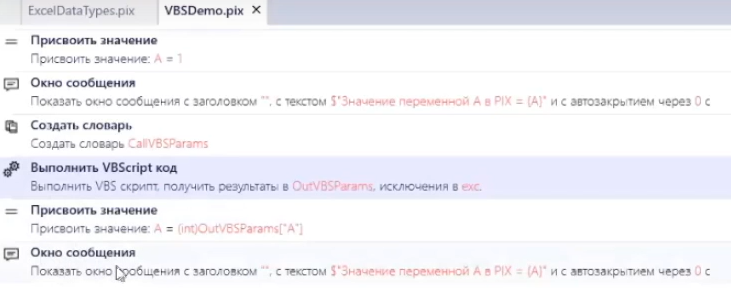 ExcelDataTypes.pix VBSDemo.pix
Присвоить значение
Присвоить значение: A = 1
Окно сообщения
Показать окно сообщения с заголовком "", с текстом $"Значение переменной A в PIX = {A}" и с автозакрытием через 0 с
Создать словарь
Создать словарь CallVBSParams
Выполнить VBScript код
Выполнить VBS скрипт, получить результаты в OutVBSParams, исключения в exc.
Присвоить значение
Присвоить значение: A = (int)OutVBSParams["A"]
Окно сообщения
Показать окно сообщения с заголовком "", с текстом $"Значение переменной A в PIX = {A}" и с автозакрытием через 0 с